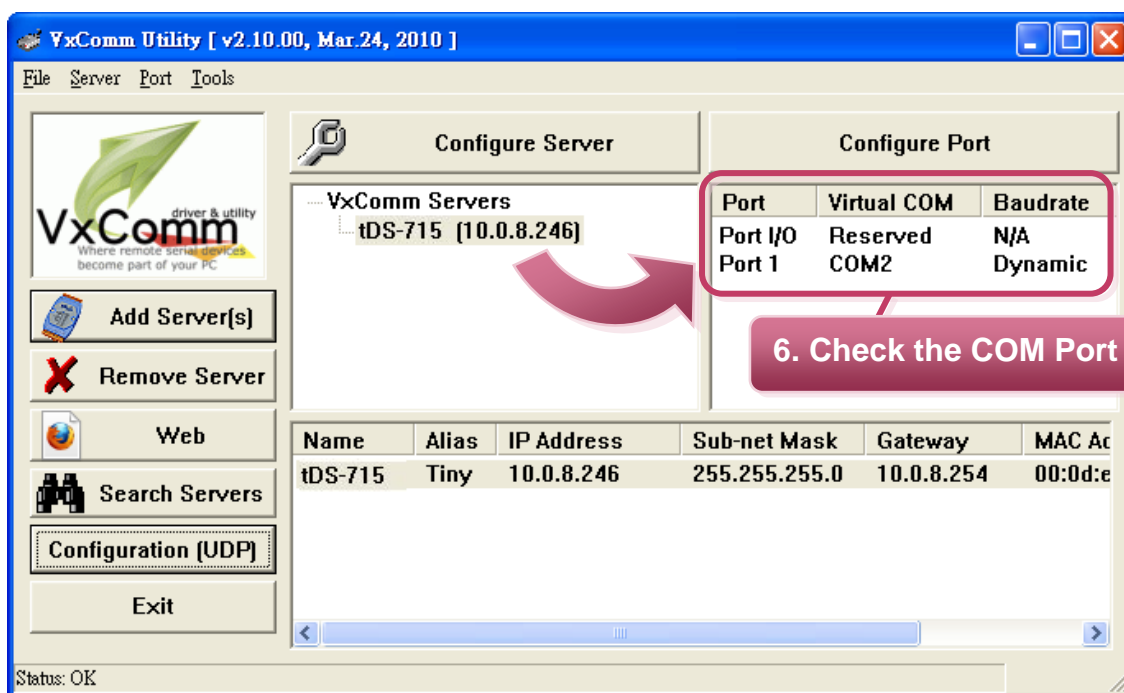 VxComm Utility [ v2.10.00, Mar.24, 2010 ]
File Server Port Tools
driver & utility
VxComm
Where remote serial devices
become part of your PC
Configure Server
Configure Port
VxComm Servers
tDS-715 (10.0.8.246)
Port Virtual COM Baudrate
Port I/O Reserved N/A
Port 1 COM2 Dynamic
6. Check the COM Port
Add Server(s)
Remove Server
Web
Search Servers
Configuration (UDP)
Exit
Name Alias IP Address Sub-net Mask Gateway MAC Ac
tDS-715 Tiny 10.0.8.246 255.255.255.0 10.0.8.254 00:0d:e
Status: OK